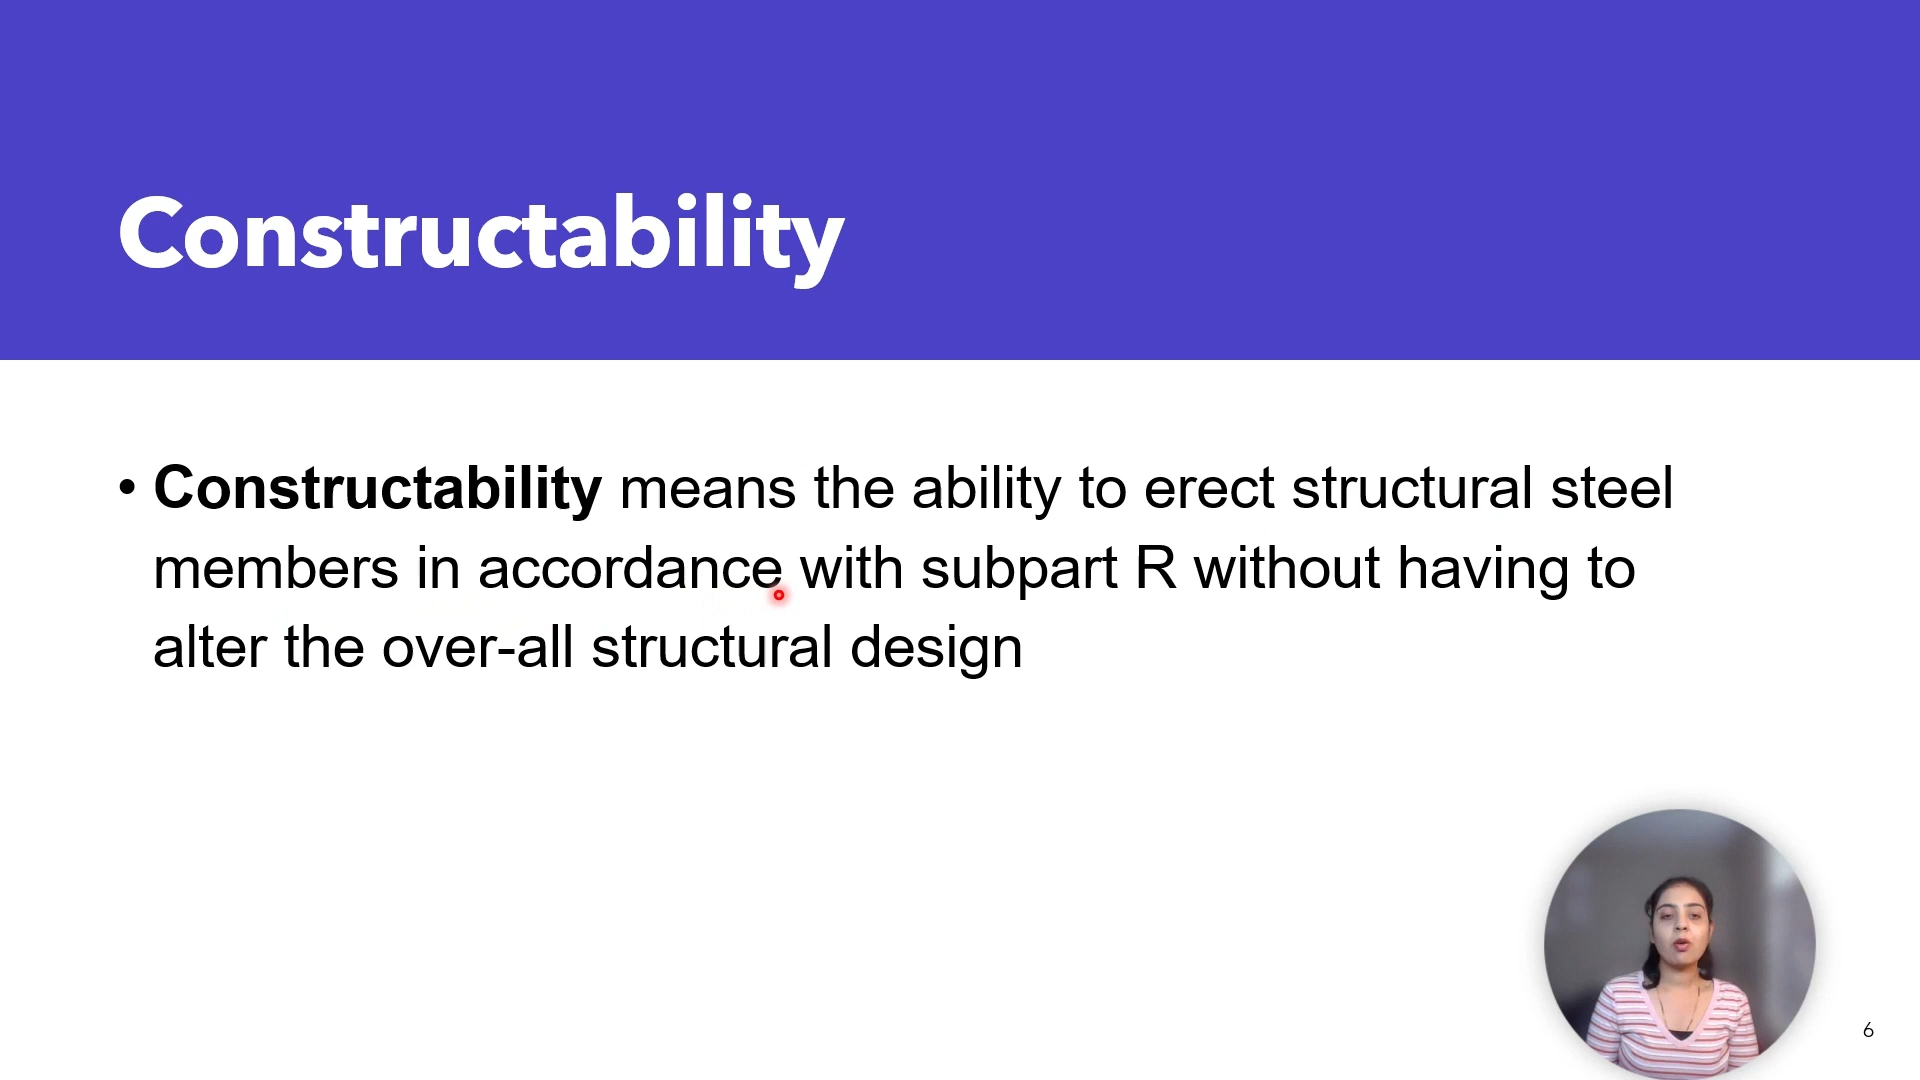 Constructability
• Constructability means the ability to erect structural steel
members in accordance with subpart R without having to
alter the over-all structural design
6